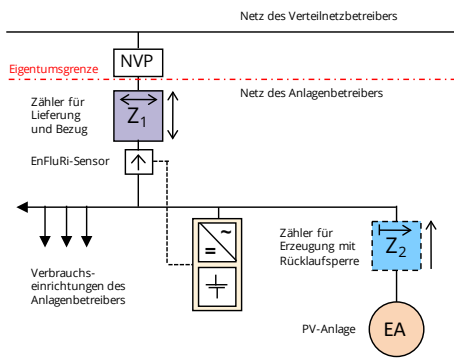 Netz des Verteilnetzbetreibers
NVP
Eigentumsgrenze
Netz des Anlagenbetreibers
Zähler für
Lieferung
und Bezug
Z1
EnFluRi-Sensor
~
=
Zähler für
Erzeugung mit
Rücklaufsperre
Z2
Verbrauchs-
einrichtungen des
Anlagenbetreibers
PV-Anlage
EA